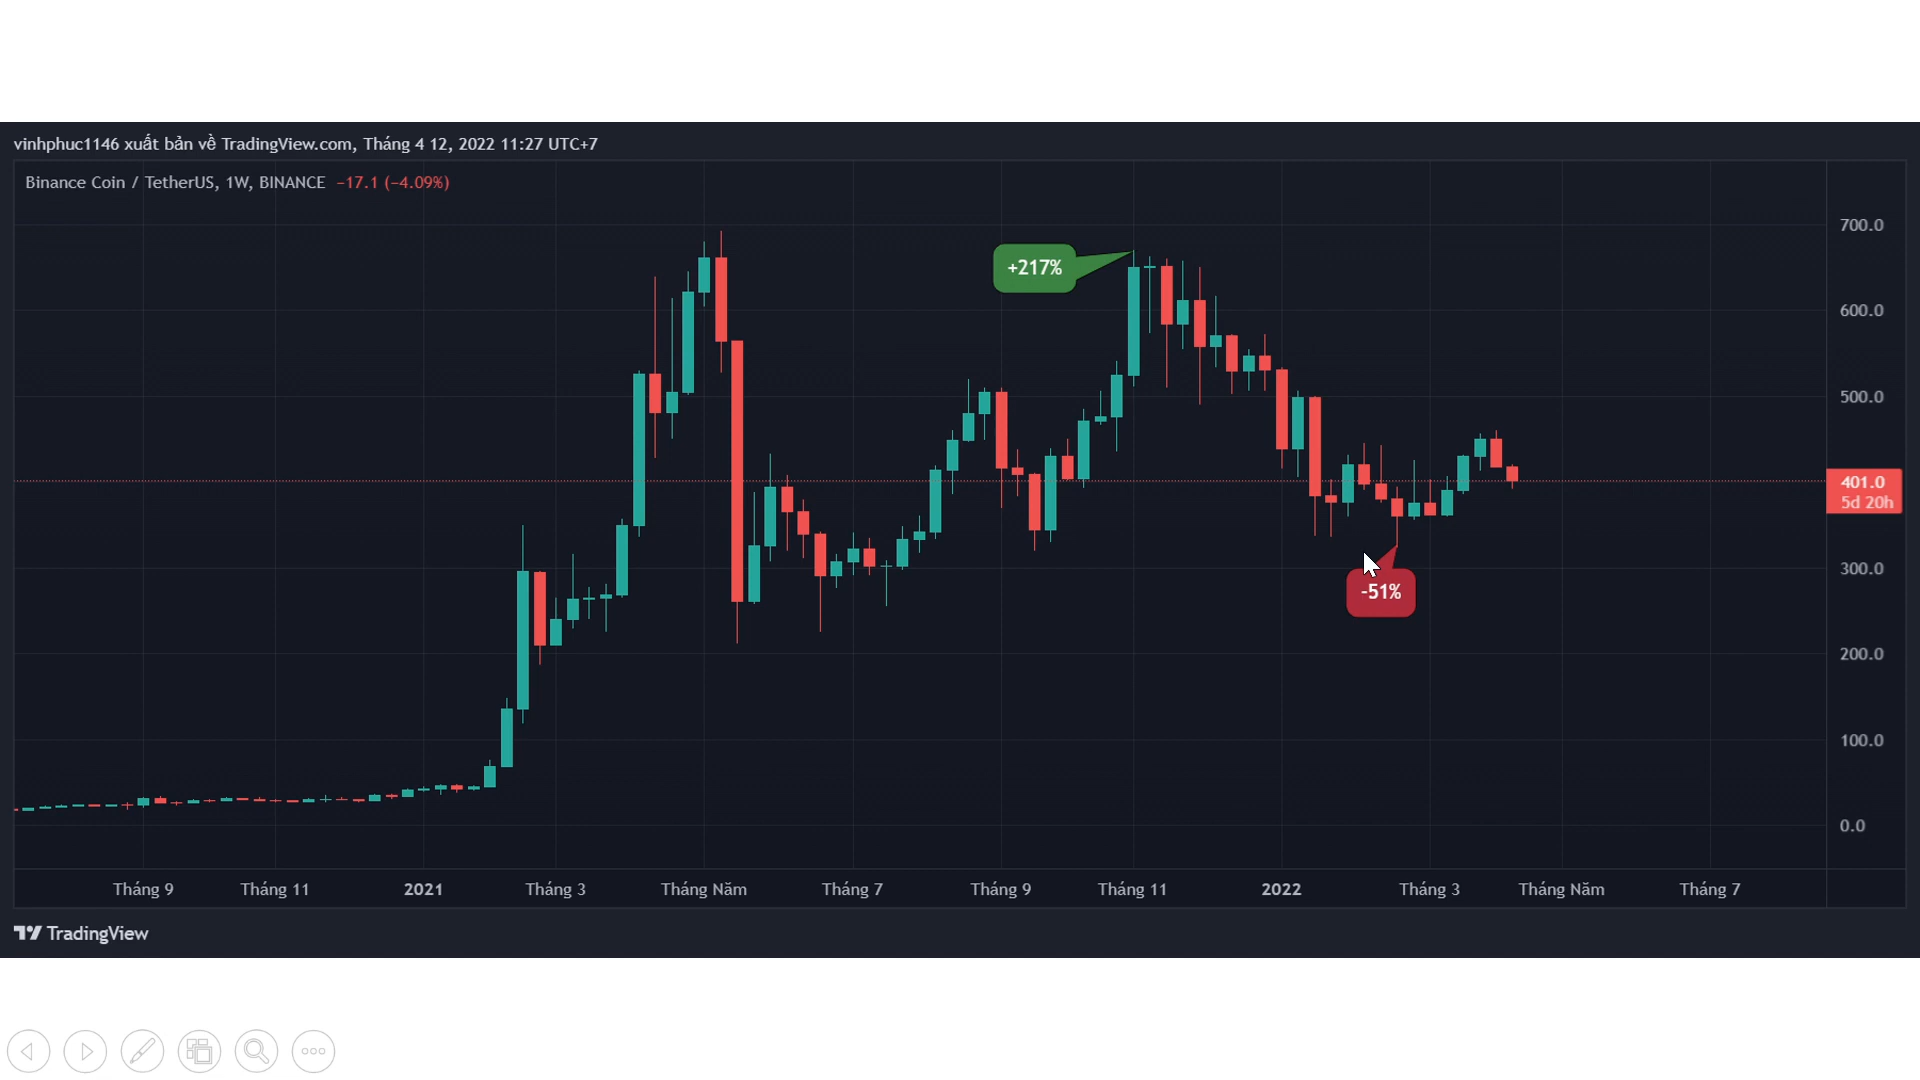 vinhphuc1146 xuất bản về TradingView.com, Tháng 4 12, 2022 11:27 UTC+7
Binance Coin / TetherUS, 1W, BINANCE −17.1 (−4.09%)
700.0
+217%
600.0
500.0
401.0
5d 20h
300.0
-51%
200.0
100.0
0.0
Tháng 9 Tháng 11 2021 Tháng 3 Tháng Năm Tháng 7 Tháng 9 Tháng 11 2022 Tháng 3 Tháng Năm Tháng 7
TradingView